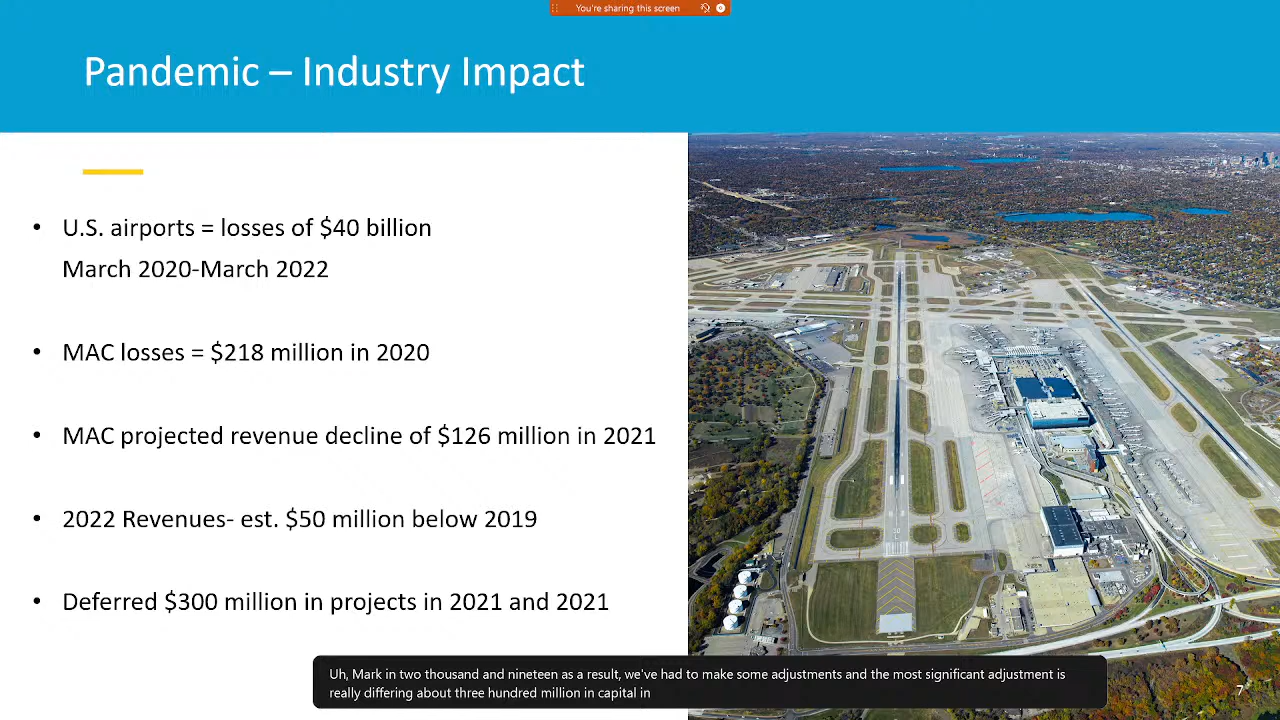 You're sharing this screen
Pandemic – Industry Impact
• U.S. airports = losses of $40 billion
March 2020-March 2022
• MAC losses = $218 million in 2020
• MAC projected revenue decline of $126 million in 2021
• 2022 Revenues- est. $50 million below 2019
• Deferred $300 million in projects in 2021 and 2021
Uh, Mark in two thousand and nineteen as a result, we've had to make some adjustments and the most significant adjustment is
really differing about three hundred million in capital in
7